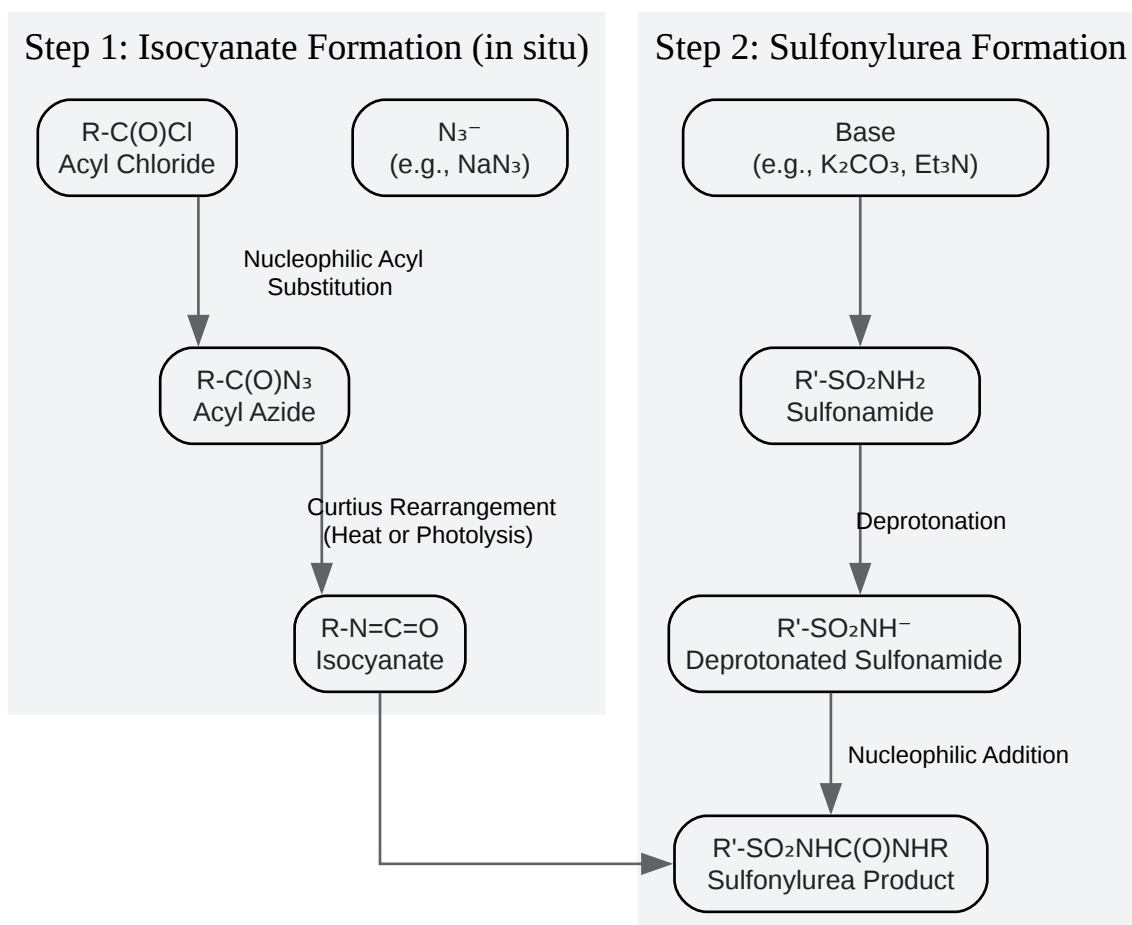 Step 1: Isocyanate Formation (in situ)
R-C(O)Cl
Acyl Chloride
N₃⁻
(e.g., NaN₃)
Nucleophilic Acyl
Substitution
R-C(O)N₃
Acyl Azide
Curtius Rearrangement
(Heat or Photolysis)
R-N=C=O
Isocyanate
Step 2: Sulfonylurea Formation
Base
(e.g., K₂CO₃, Et₃N)
R'-SO₂NH₂
Sulfonamide
Deprotonation
R'-SO₂NH⁻
Deprotonated Sulfonamide
Nucleophilic Addition
R'-SO₂NHC(O)NHR
Sulfonylurea Product